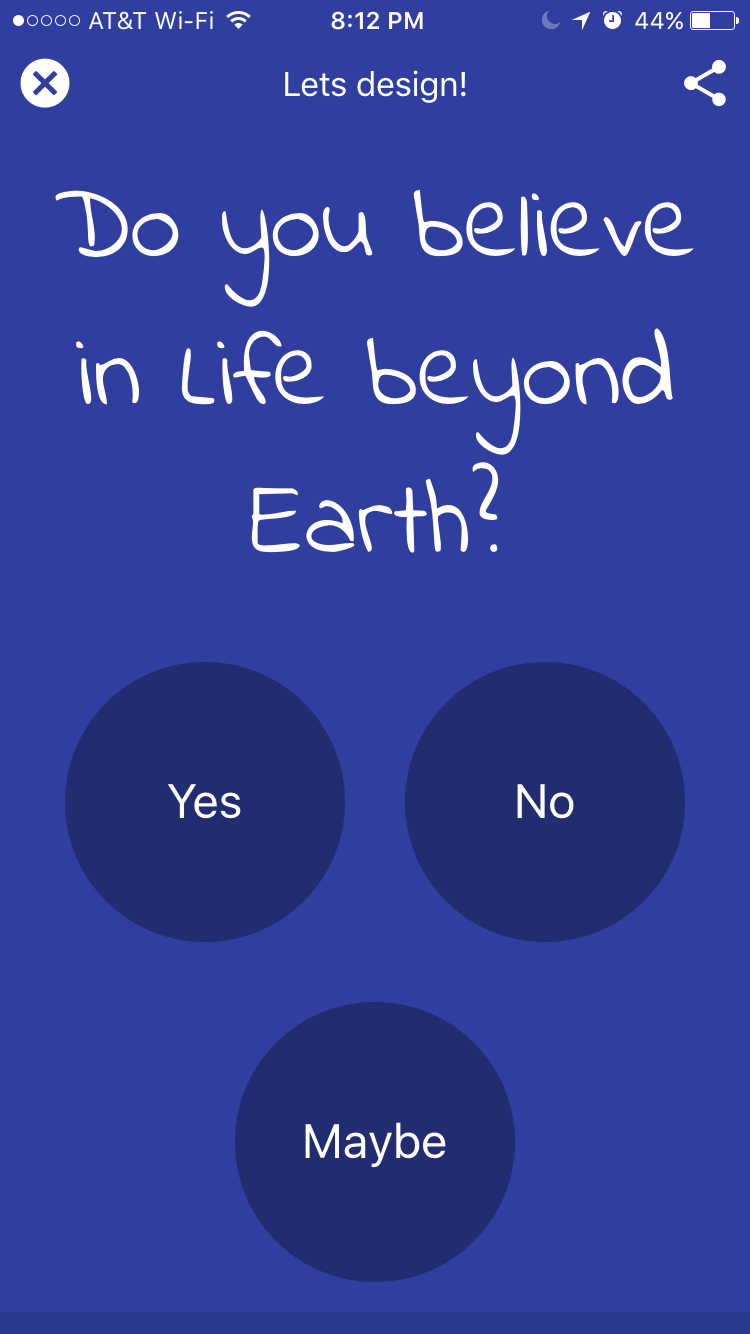 AT&T Wi-Fi 8:12 PM 44%
Lets design!
Do you believe
in Life beyond
Earth?
Yes No
Maybe